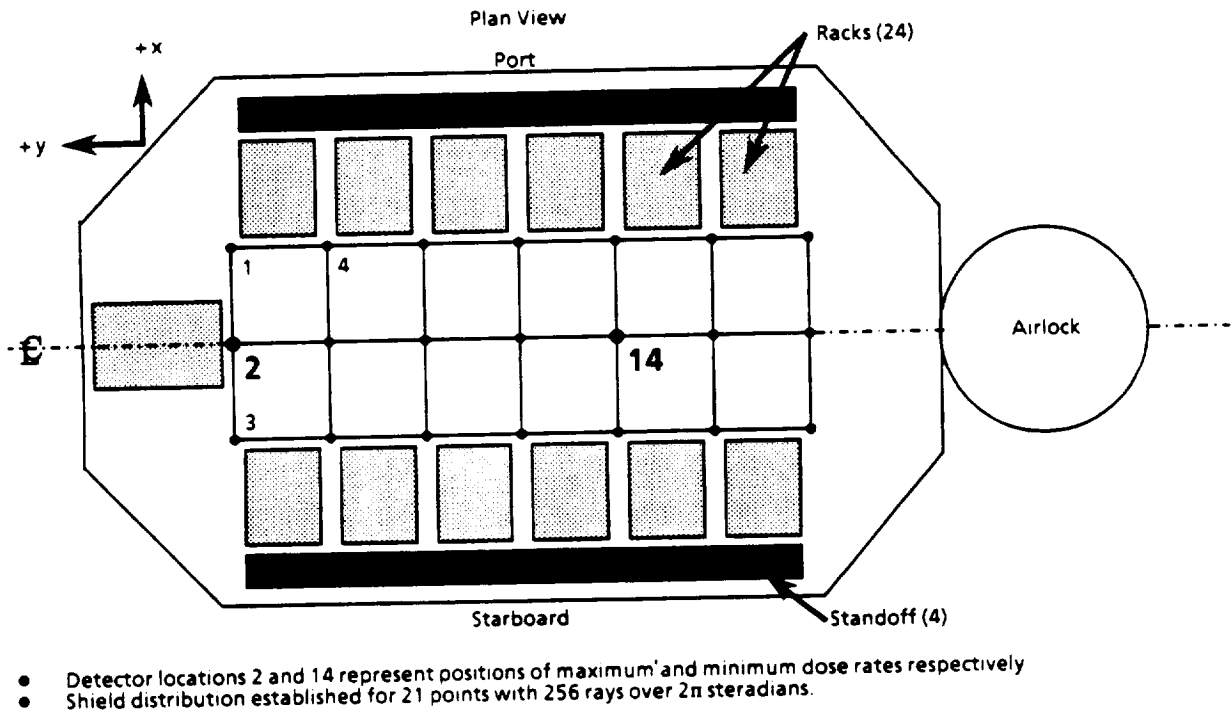 Plan View
Racks (24)
+x
Port
+y
1 4
℄
2
14
Airlock
3
Starboard
Standoff (4)
● Detector locations 2 and 14 represent positions of maximum and minimum dose rates respectively
● Shield distribution established for 21 points with 256 rays over 2π steradians.